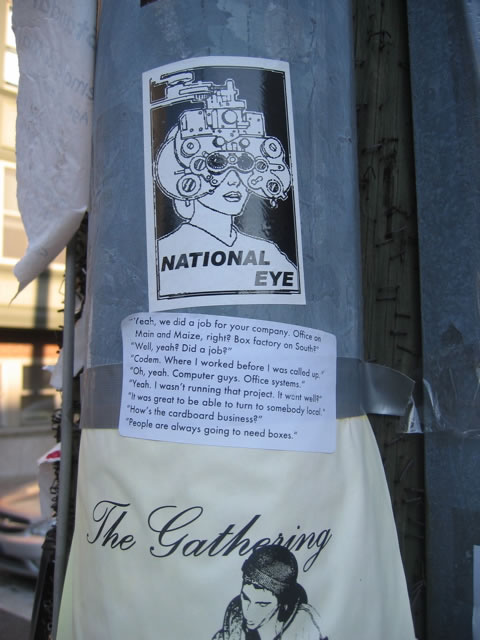 NATIONAL
EYE
"Yeah, we did a job for your company. Office on
Main and Maize, right? Box factory on South?"
"Well, yeah? Did a job?"
"Codem. Where I worked before I was called up."
"Oh, yeah. Computer guys. Office systems."
"Yeah. I wasn't running that project. It went well?"
"It was great to be able to turn to somebody local."
"How's the cardboard business?"
"People are always going to need boxes."
The Gathering